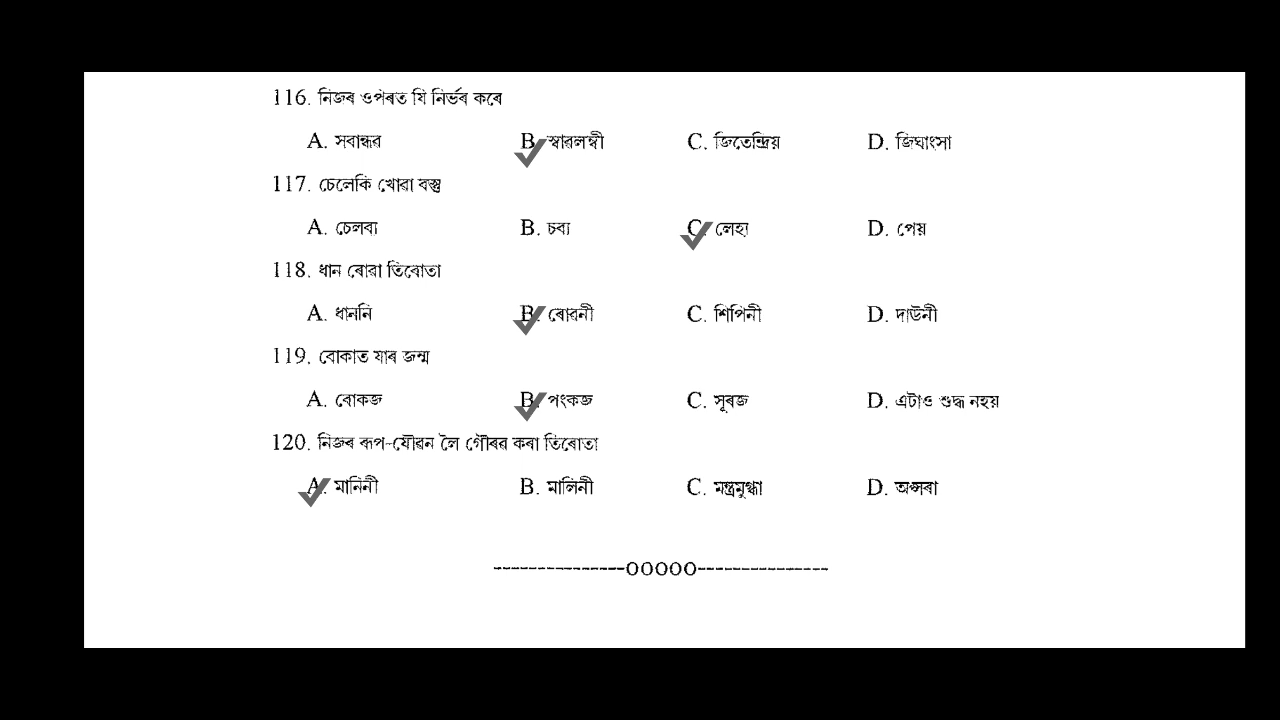 116. নিজৰ ওপৰত যি নিৰ্ভৰ কৰে
A. সবান্ধৱ B. স্বাৱলম্বী C. জিতেন্দ্ৰিয় D. জিঘাংসা
117. চেলেকি খোৱা বস্তু
A. চেলব্য B. চব্য C. লেহ্য D. পেয়
118. ধান ৰোৱা তিৰোতা
A. ধাননি B. ৰোৱনী C. শিপিনী D. দাউনী
119. বোকাত যাৰ জন্ম
A. বোকজ B. পংকজ C. সূৰজ D. এটাও শুদ্ধ নহয়
120. নিজৰ ৰূপ-যৌৱন লৈ গৌৰৱ কৰা তিৰোতা
A. মানিনী B. মালিনী C. মন্ত্ৰমুগ্ধা D. অপ্সৰা
---------------OOOOO---------------